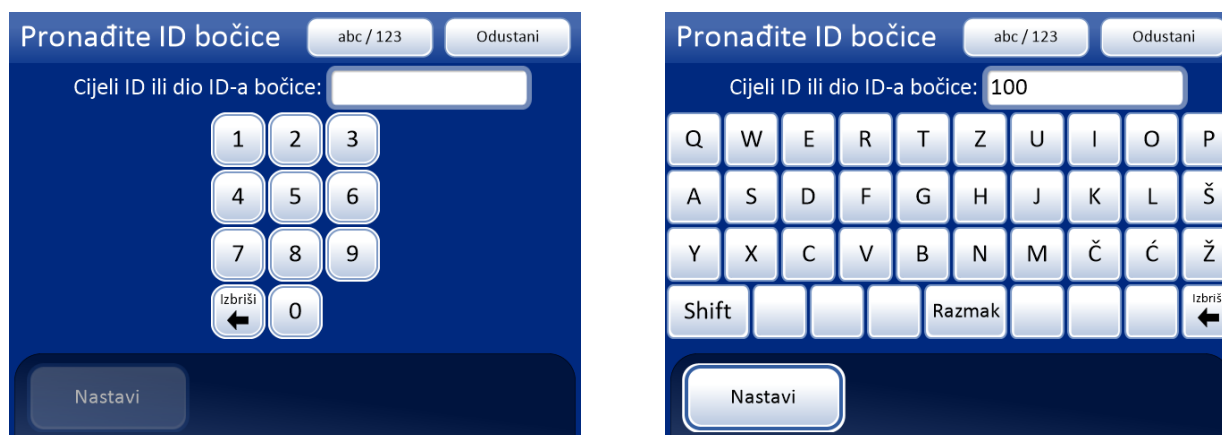 Pronađite ID bočice abc / 123 Odustani
Cijeli ID ili dio ID-a bočice:
1 2 3
4 5 6
7 8 9
Izbriši 0
Nastavi
Pronađite ID bočice abc / 123 Odustani
Cijeli ID ili dio ID-a bočice: 100
Q W E R T Z U I O P
A S D F G H J K L Š
Y X C V B N M Č Ć Ž
Shift Razmak Izbriš
Nastavi